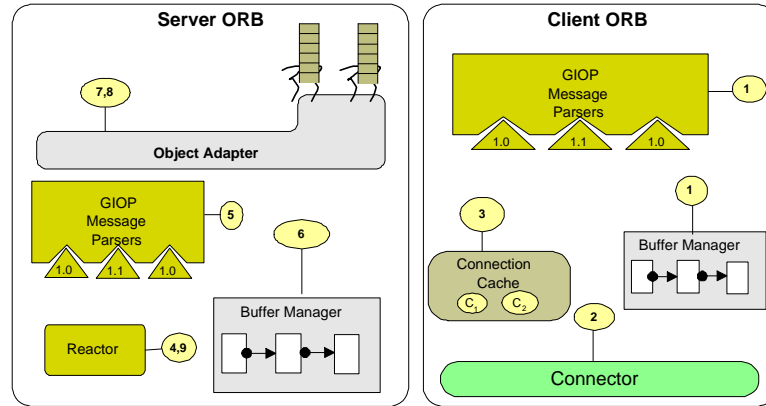 Server ORB
7,8
Object Adapter
GIOP
Message
Parsers
1.0
1.1
1.0
5
6
Buffer Manager
Reactor
4,9
Client ORB
GIOP
Message
Parsers
1.0
1.1
1.0
1
1
3
Connection
Cache
C1
C2
Buffer Manager
2
Connector